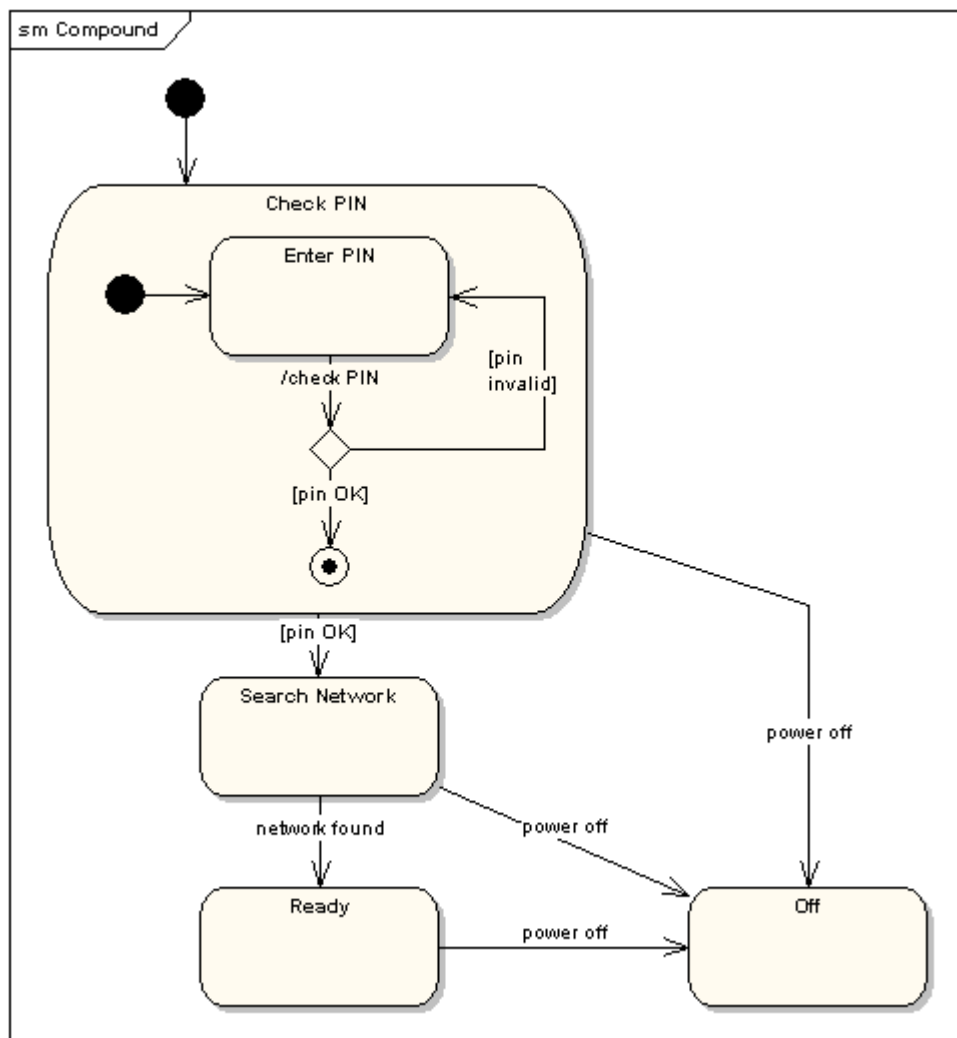 sm Compound
Check PIN
Enter PIN
[pin
invalid]
/check PIN
[pin OK]
[pin OK]
Search Network
power off
network found
power off
Ready
Off
power off